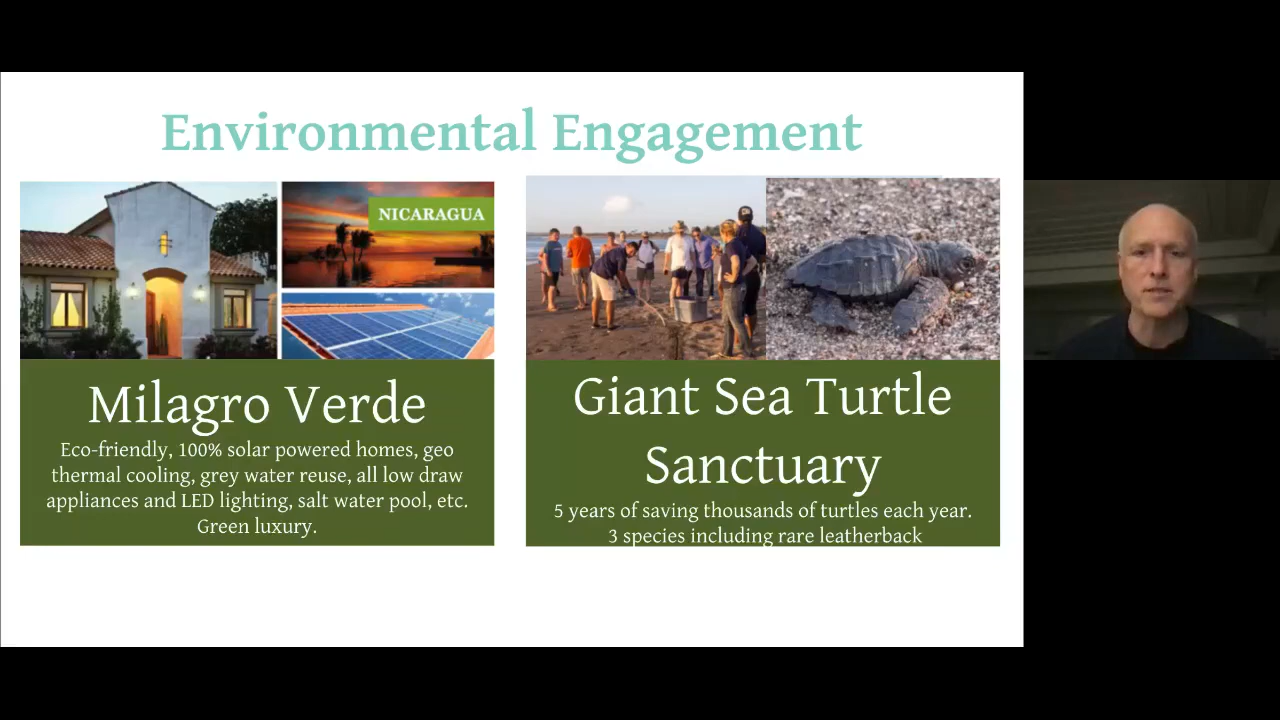 Environmental Engagement
NICARAGUA
Milagro Verde
Eco-friendly, 100% solar powered homes, geo
thermal cooling, grey water reuse, all low draw
appliances and LED lighting, salt water pool, etc.
Green luxury.
Giant Sea Turtle
Sanctuary
5 years of saving thousands of turtles each year.
3 species including rare leatherback